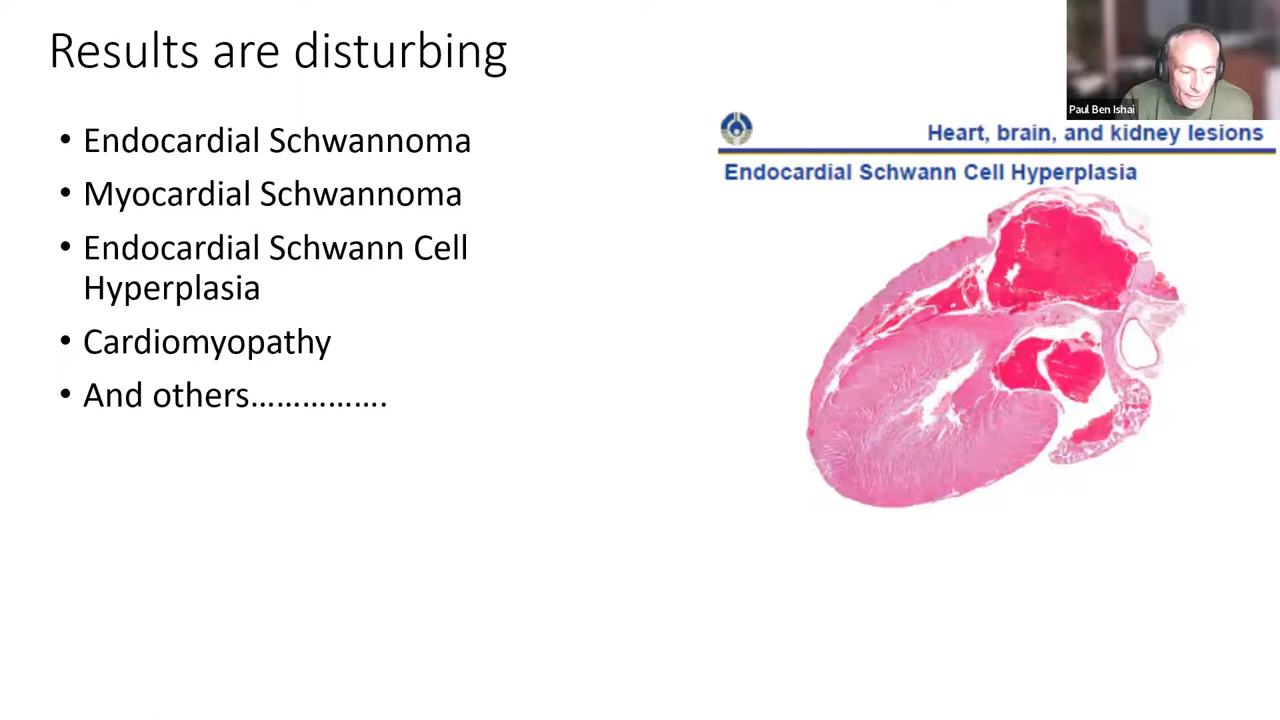 Results are disturbing
• Endocardial Schwannoma
• Myocardial Schwannoma
• Endocardial Schwann Cell
Hyperplasia
• Cardiomyopathy
• And others…………….
Paul Ben Ishai
Heart, brain, and kidney lesions
Endocardial Schwann Cell Hyperplasia